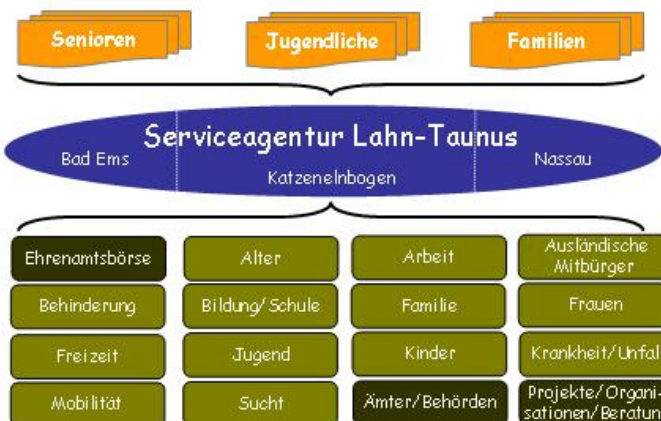 Senioren
Jugendliche
Familien
Serviceagentur Lahn-Taunus
Bad Ems
Nassau
Katzenelnbogen
Ehrenamtsbörse
Alter
Arbeit
Ausländische
Mitbürger
Behinderung
Bildung/Schule
Familie
Frauen
Freizeit
Jugend
Kinder
Krankheit/Unfall
Mobilität
Sucht
Ämter/Behörden
Projekte/Organi-
sationen/Beratun